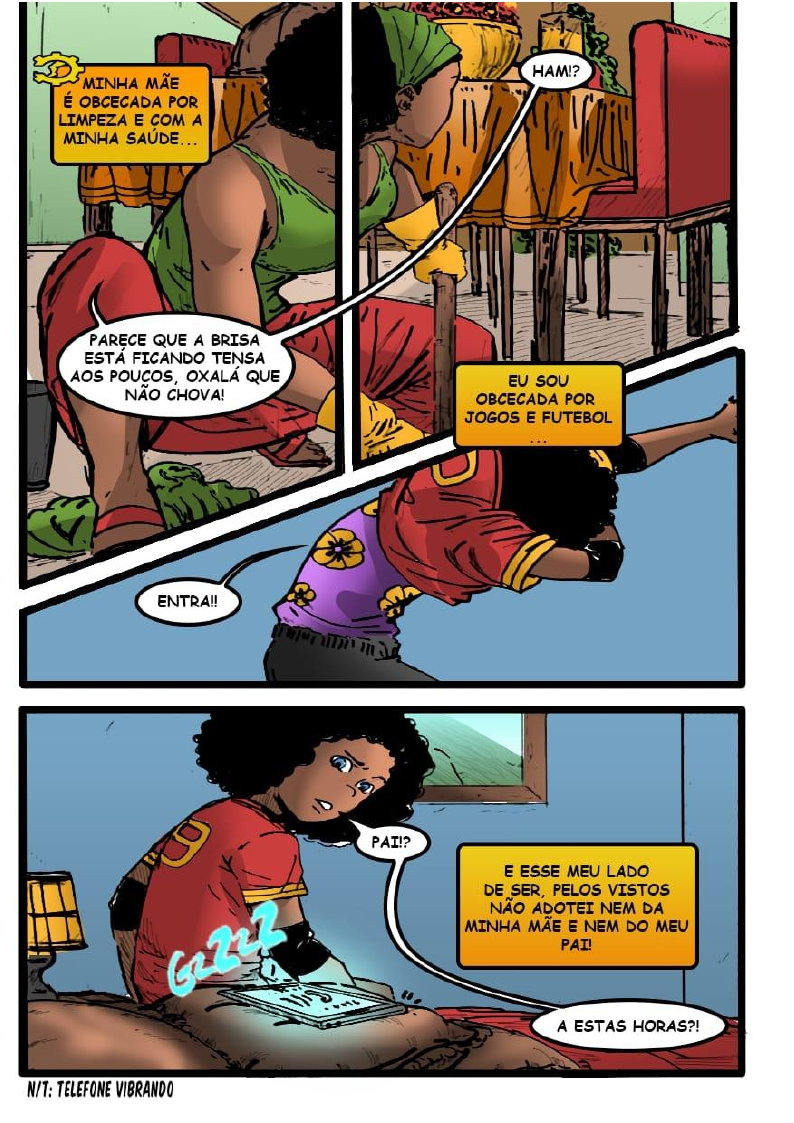 MINHA MÃE
É OBCECADA POR
LIMPEZA E COM A
MINHA SAÚDE...
HAM!?
PARECE QUE A BRISA
ESTÁ FICANDO TENSA
AOS POUCOS, OXALÁ QUE
NÃO CHOVA!
EU SOU
OBCECADA POR
JOGOS E FUTEBOL
...
ENTRA!!
PAI!?
E ESSE MEU LADO
DE SER, PELOS VISTOS
NÃO ADOTEI NEM DA
MINHA MÃE E NEM DO MEU
PAI!
9
GZZZZ
A ESTAS HORAS?!
N/T: TELEFONE VIBRANDO